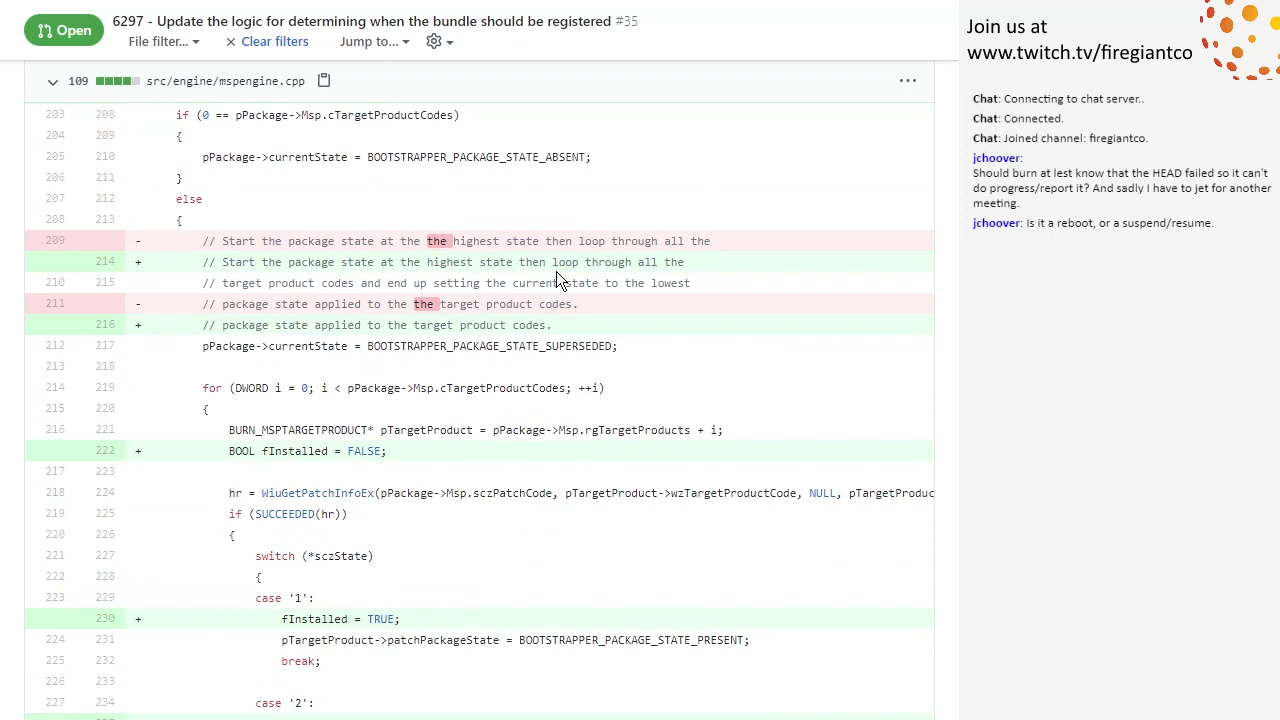 Open
6297 - Update the logic for determining when the bundle should be registered #35
File filter... Clear filters Jump to...
109 src/engine/mspengine.cpp
203 208 if (0 == pPackage->Msp.cTargetProductCodes)
204 209 {
205 210 pPackage->currentState = BOOTSTRAPPER_PACKAGE_STATE_ABSENT;
206 211 }
207 212 else
208 213 {
209 - // Start the package state at the the highest state then loop through all the
214 + // Start the package state at the highest state then loop through all the
210 215 // target product codes and end up setting the current state to the lowest
211 - // package state applied to the the target product codes.
216 + // package state applied to the target product codes.
212 217 pPackage->currentState = BOOTSTRAPPER_PACKAGE_STATE_SUPERSEDED;
213 218
214 219 for (DWORD i = 0; i < pPackage->Msp.cTargetProductCodes; ++i)
215 220 {
216 221 BURN_MSPTARGETPRODUCT* pTargetProduct = pPackage->Msp.rgTargetProducts + i;
222 + BOOL fInstalled = FALSE;
217 223
218 224 hr = WiuGetPatchInfoEx(pPackage->Msp.sczPatchCode, pTargetProduct->wzTargetProductCode, NULL, pTargetProduc
219 225 if (SUCCEEDED(hr))
220 226 {
221 227 switch (*sczState)
222 228 {
223 229 case '1':
230 + fInstalled = TRUE;
224 231 pTargetProduct->patchPackageState = BOOTSTRAPPER_PACKAGE_STATE_PRESENT;
225 232 break;
226 233
227 234 case '2':
Join us at
www.twitch.tv/firegiantco
Chat: Connecting to chat server..
Chat: Connected.
Chat: Joined channel: firegiantco.
jchoover:
Should burn at lest know that the HEAD failed so it can't
do progress/report it? And sadly I have to jet for another
meeting.
jchoover: Is it a reboot, or a suspend/resume.